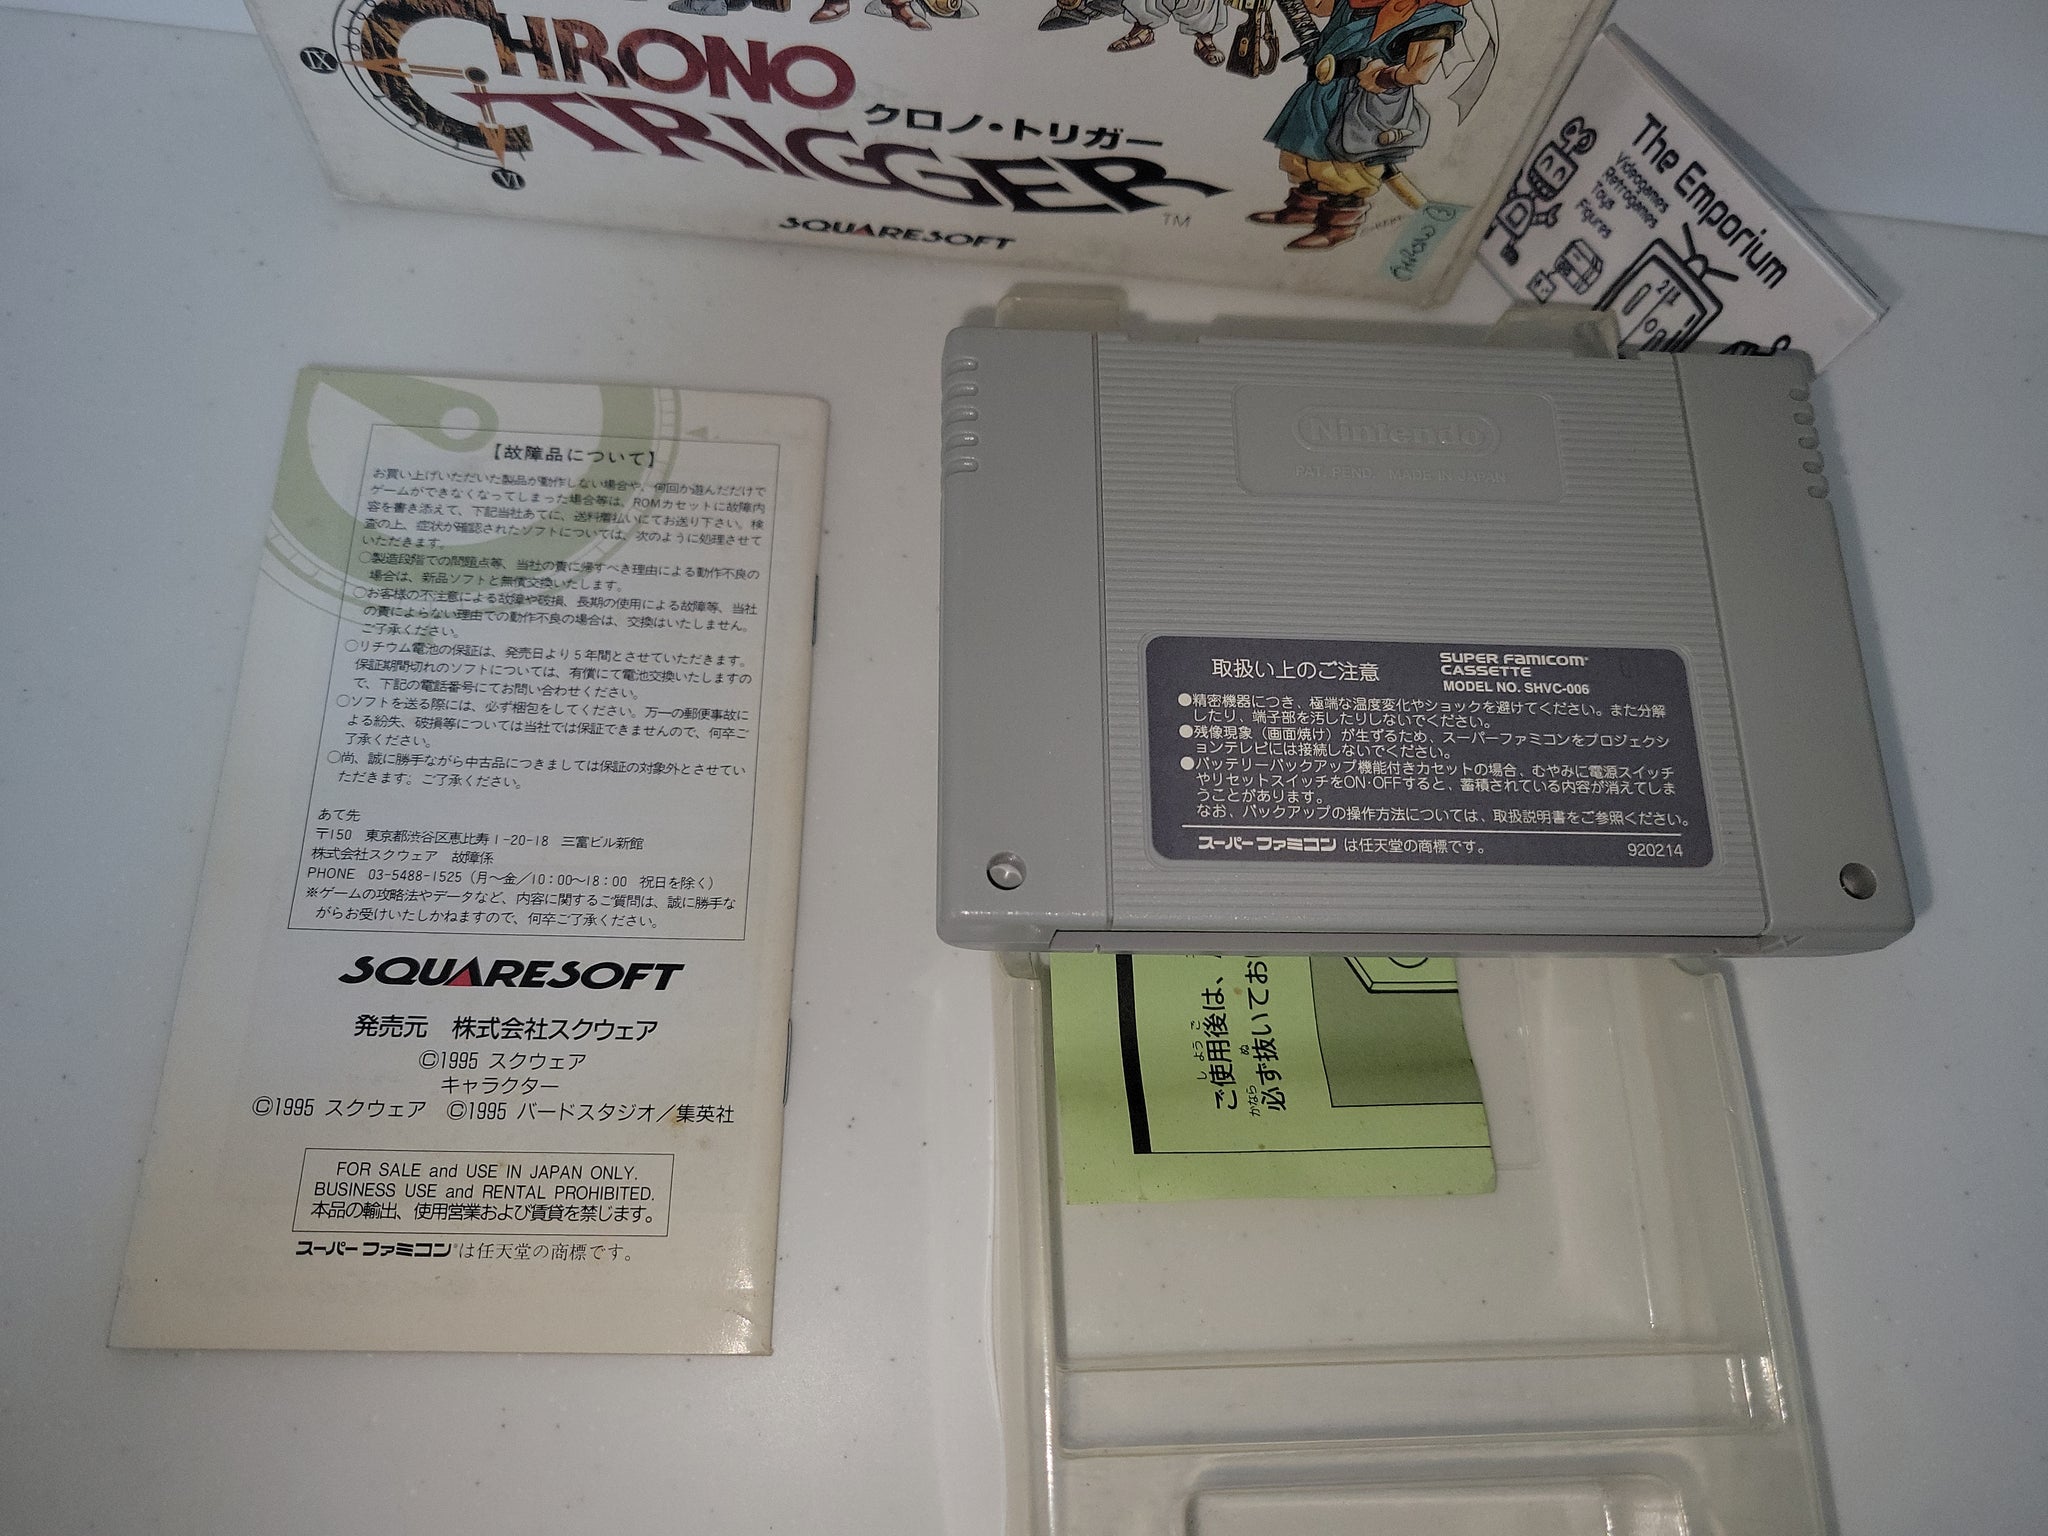 IX
CHRONO
TRIGGER
クロノ・トリガー
VI
TM
SQUARESOFT
The Emporium
Videogames
Retrogames
Toys
Figures
【故障品について】
お買い上げいただいた製品が動作しない場合や、何回か遊んだだけで
ゲームができなくなってしまった場合等は、ROMカセットに故障内
容を書き添えて、下記当社あてに、送料着払いにてお送り下さい。検
査の上、症状が確認されたソフトについては、次のように処理させて
いただきます。
○製造段階での問題点等、当社の責に帰すべき理由による動作不良の
場合は、新品ソフトと無償交換いたします。
○お客様の不注意による故障や破損、長期の使用による故障等、当社
の責によらない理由での動作不良の場合は、交換はいたしません。
ご了承ください。
○リチウム電池の保証は、発売日より5年間とさせていただきます。
保証期間切れのソフトについては、有償にて電池交換いたしますの
で、下記の電話番号にてお問い合わせください。
○ソフトを送る際には、必ず梱包をしてください。万一の郵便事故に
よる紛失、破損等については当社では保証できませんので、何卒ご
了承ください。
○尚、誠に勝手ながら中古品につきましては保証の対象外とさせてい
ただきます。ご了承ください。
あて先
〒150 東京都渋谷区恵比寿1-20-18 三富ビル新館
株式会社スクウェア 故障係
PHONE 03-5488-1525（月〜金／10：00〜18：00 祝日を除く）
※ゲームの攻略法やデータなど、内容に関するご質問は、誠に勝手な
がらお受けいたしかねますので、何卒ご了承ください。
SQUARESOFT
発売元 株式会社スクウェア
©1995 スクウェア
キャラクター
©1995 スクウェア ©1995 バードスタジオ／集英社
FOR SALE and USE IN JAPAN ONLY.
BUSINESS USE and RENTAL PROHIBITED.
本品の輸出、使用営業および賃貸を禁じます。
スーパーファミコン®は任天堂の商標です。
Nintendo
PAT. PEND. MADE IN JAPAN
取扱い上のご注意
SUPER FAMICOM®
CASSETTE
MODEL NO. SHVC-006
●精密機器につき、極端な温度変化やショックを避けてください。また分解
したり、端子部を汚したりしないでください。
●残像現象（画面焼け）が生ずるため、スーパーファミコンをプロジェクシ
ョンテレビには接続しないでください。
●バッテリーバックアップ機能付きカセットの場合、むやみに電源スイッチ
やリセットスイッチをON・OFFすると、蓄積されている内容が消えてしま
うことがあります。
なお、バックアップの操作方法については、取扱説明書をご参照ください。
スーパーファミコン は任天堂の商標です。
920214
ご使用後は、
必ず抜いてお